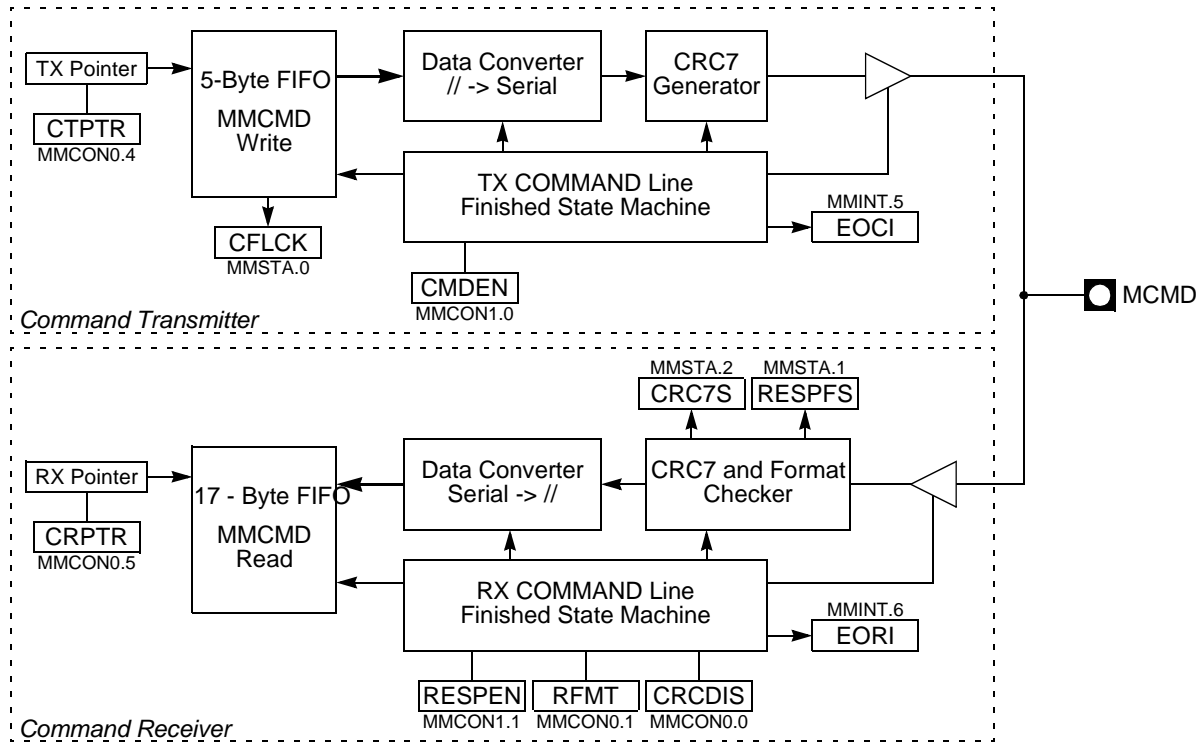 TX Pointer
CTPTR
MMCON0.4
5-Byte FIFO
MMCMD
Write
CFLCK
MMSTA.0
Data Converter
// -> Serial
CRC7
Generator
TX COMMAND Line
Finished State Machine
CMDEN
MMCON1.0
MMINT.5
EOCI
MCMD
Command Transmitter
RX Pointer
CRPTR
MMCON0.5
17 - Byte FIFO
MMCMD
Read
Data Converter
Serial -> //
MMSTA.2
CRC7S
MMSTA.1
RESPFS
CRC7 and Format
Checker
RX COMMAND Line
Finished State Machine
MMINT.6
EORI
RESPEN
MMCON1.1
RFMT
MMCON0.1
CRCDIS
MMCON0.0
Command Receiver